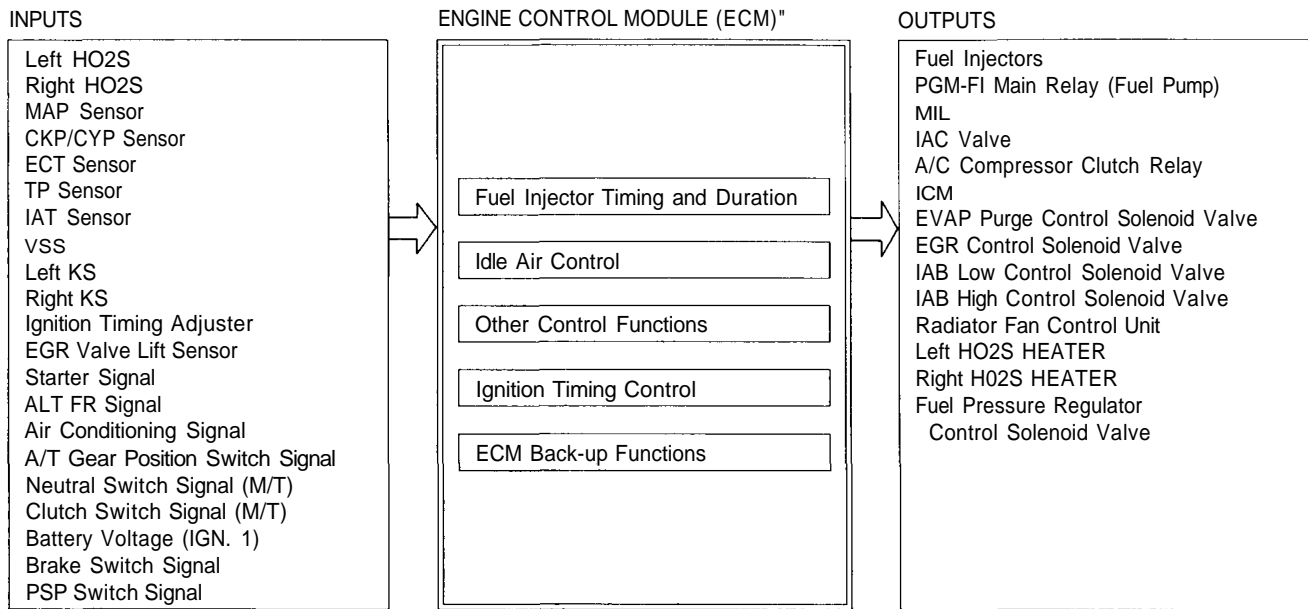 INPUTS
Left HO2S
Right HO2S
MAP Sensor
CKP/CYP Sensor
ECT Sensor
TP Sensor
IAT Sensor
VSS
Left KS
Right KS
Ignition Timing Adjuster
EGR Valve Lift Sensor
Starter Signal
ALT FR Signal
Air Conditioning Signal
A/T Gear Position Switch Signal
Neutral Switch Signal (M/T)
Clutch Switch Signal (M/T)
Battery Voltage (IGN. 1)
Brake Switch Signal
PSP Switch Signal
ENGINE CONTROL MODULE (ECM)"
Fuel Injector Timing and Duration
Idle Air Control
Other Control Functions
Ignition Timing Control
ECM Back-up Functions
OUTPUTS
Fuel Injectors
PGM-FI Main Relay (Fuel Pump)
MIL
IAC Valve
A/C Compressor Clutch Relay
ICM
EVAP Purge Control Solenoid Valve
EGR Control Solenoid Valve
IAB Low Control Solenoid Valve
IAB High Control Solenoid Valve
Radiator Fan Control Unit
Left HO2S HEATER
Right H02S HEATER
Fuel Pressure Regulator
Control Solenoid Valve